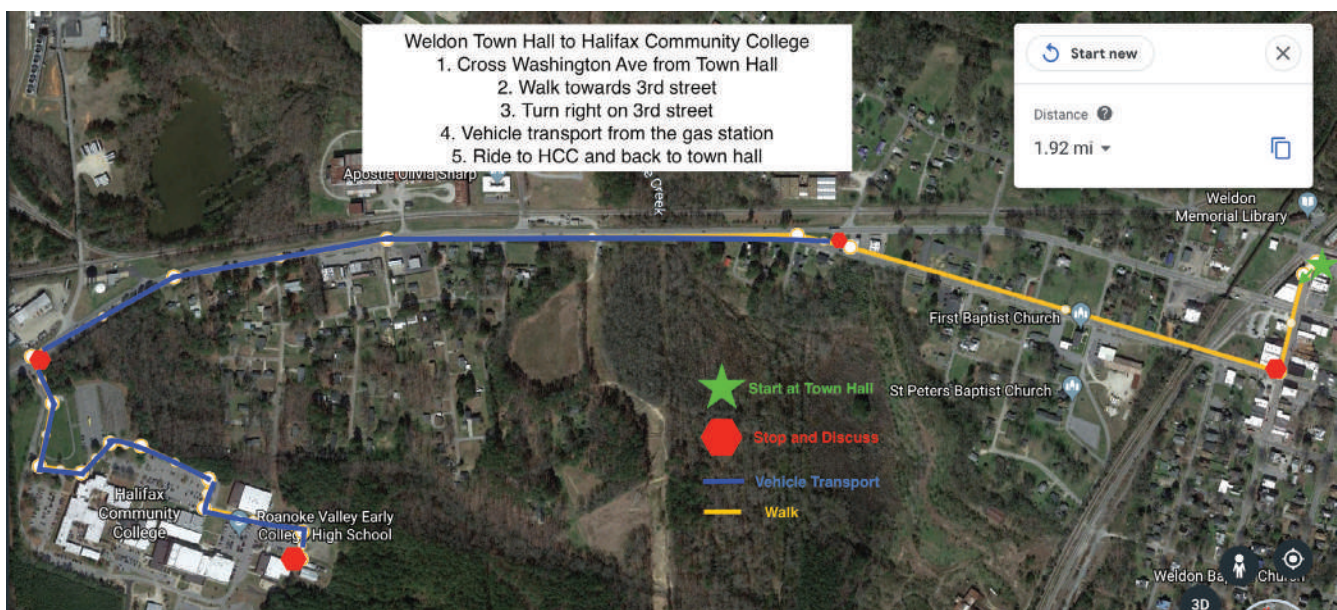 Weldon Town Hall to Halifax Community College
1. Cross Washington Ave from Town Hall
2. Walk towards 3rd street
3. Turn right on 3rd street
4. Vehicle transport from the gas station
5. Ride to HCC and back to town hall
Start new
Distance
1.92 mi
Apostle Olivia Sharp
Creek
Weldon
Memorial Library
First Baptist Church
St Peters Baptist Church
Start at Town Hall
Stop and Discuss
Vehicle Transport
Walk
Halifax
Community
College
Roanoke Valley Early
College High School
Weldon Church
3D